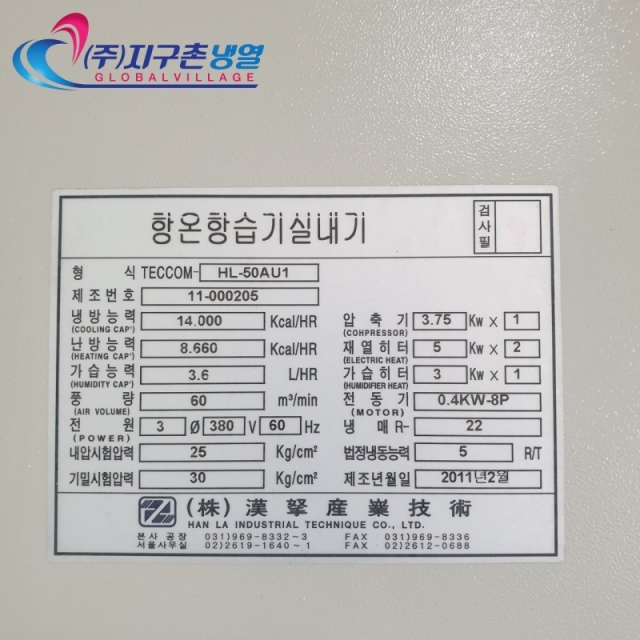 (주)지구촌냉열
GLOBALVILLAGE
항온항습기실내기
검사필
형 식 TECCOM- HL-50AU1
제조번호 11-000205
냉방능력 14.000 Kcal/HR 압 축 기 3.75 Kw X 1
(COOLING CAP') (COHPRESSOR)
난방능력 8.660 Kcal/HR 재열히터 5 Kw X 2
(HEATING CAP') (ELECTRIC HEAT)
가습능력 3.6 L/HR 가습히터 3 Kw X 1
(HUMIDITY CAP') (HUMIDIFIER HEAT)
풍 량 60 m³/min 전 동 기 0.4KW-8P
(AIR VOLUME) (MOTOR)
전 원 3 Ø 380 V 60 Hz 냉 매 R- 22
(POWER)
내압시험압력 25 Kg/cm² 법정냉동능력 5 R/T
기밀시험압력 30 Kg/cm² 제조년월일 2011년2월
(株) 漢拏産業技術
HAN LA INDUSTRIAL TECHNIQUE CO., LTD.
본사 공장 031)969-8332~3 FAX 031)969-8336
서울사무실 02)2619-1640~1 FAX 02)2612-0688